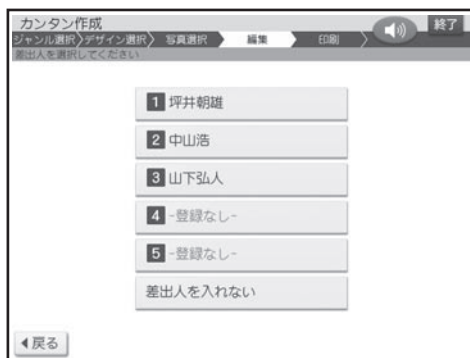 カンタン作成
終了
ジャンル選択 デザイン選択 写真選択 編集 印刷
差出人を選択してください
1 坪井朝雄
2 中山浩
3 山下弘人
4 -登録なし-
5 -登録なし-
差出人を入れない
戻る